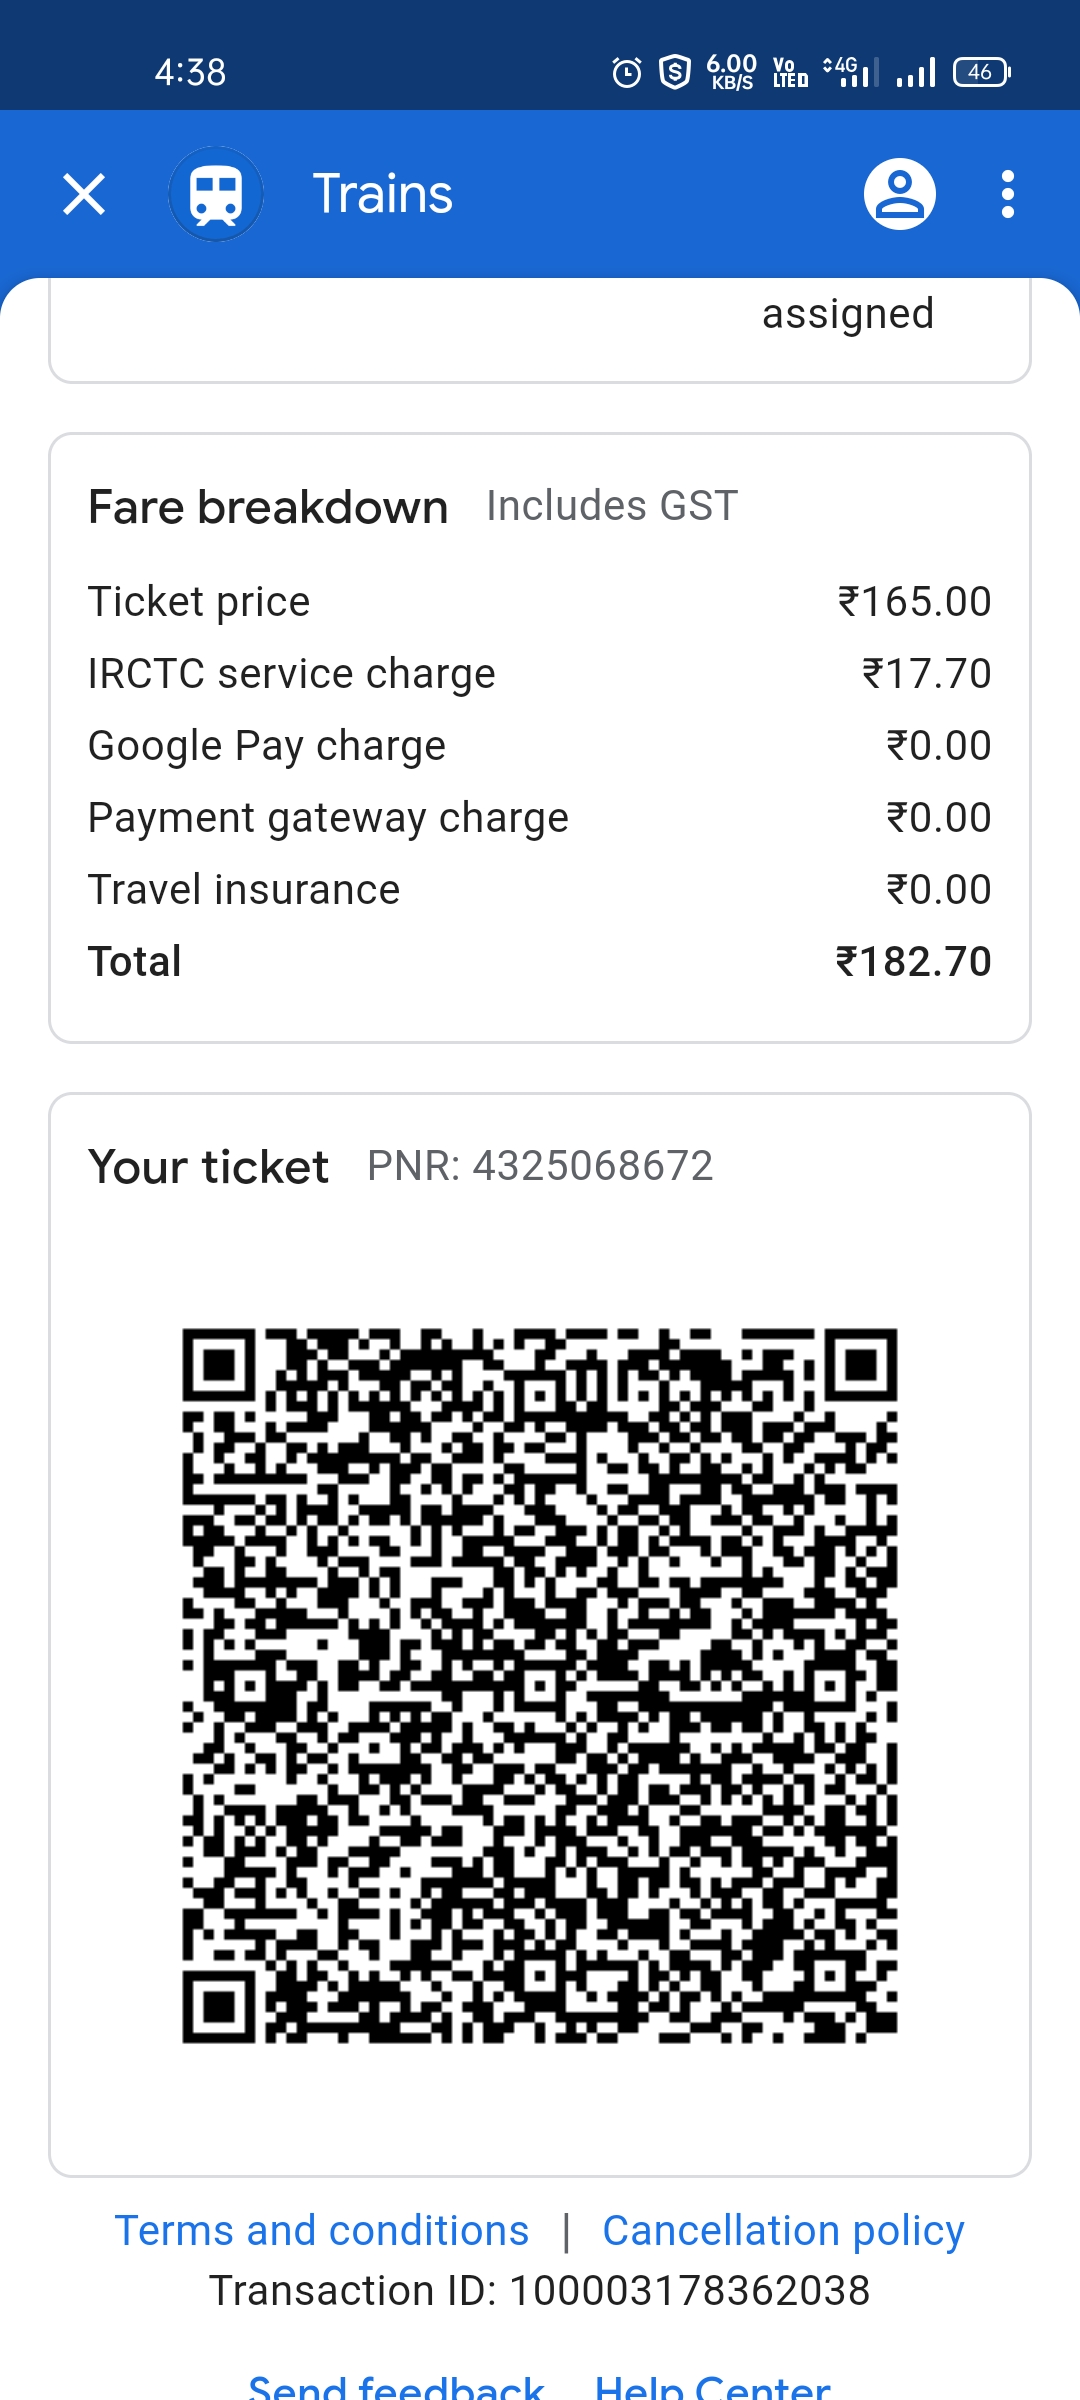 4:38
6.00
KB/S
Vo
LTE
4G
46
Trains
assigned
Fare breakdown Includes GST
Ticket price ₹165.00
IRCTC service charge ₹17.70
Google Pay charge ₹0.00
Payment gateway charge ₹0.00
Travel insurance ₹0.00
Total ₹182.70
Your ticket PNR: 4325068672
Terms and conditions | Cancellation policy
Transaction ID: 100003178362038
Send feedback Help Center